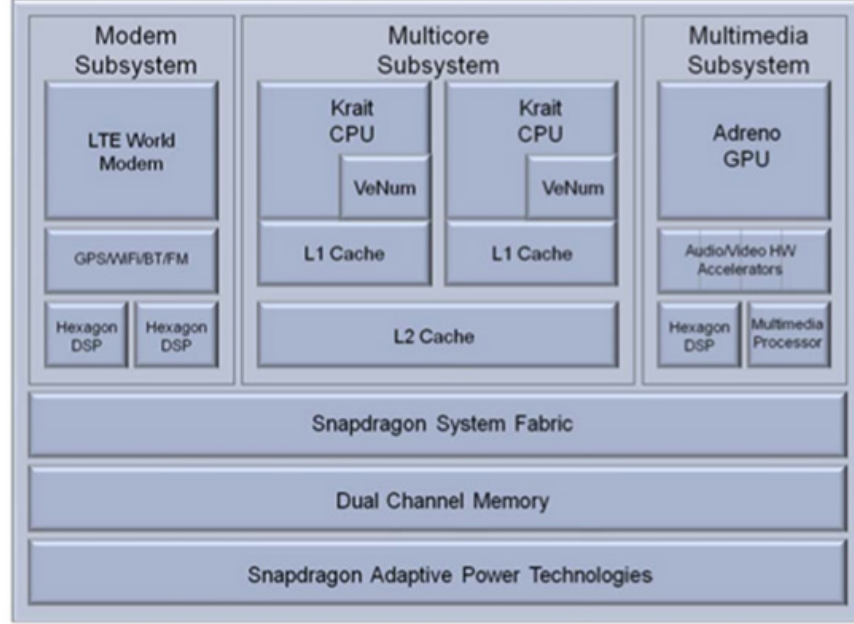 Modem
Subsystem
LTE World
Modem
GPS/WiFi/BT/FM
Hexagon
DSP
Hexagon
DSP
Multicore
Subsystem
Krait
CPU
VeNum
L1 Cache
Krait
CPU
VeNum
L1 Cache
L2 Cache
Multimedia
Subsystem
Adreno
GPU
Audio/Video HW
Accelerators
Hexagon
DSP
Multimedia
Processor
Snapdragon System Fabric
Dual Channel Memory
Snapdragon Adaptive Power Technologies